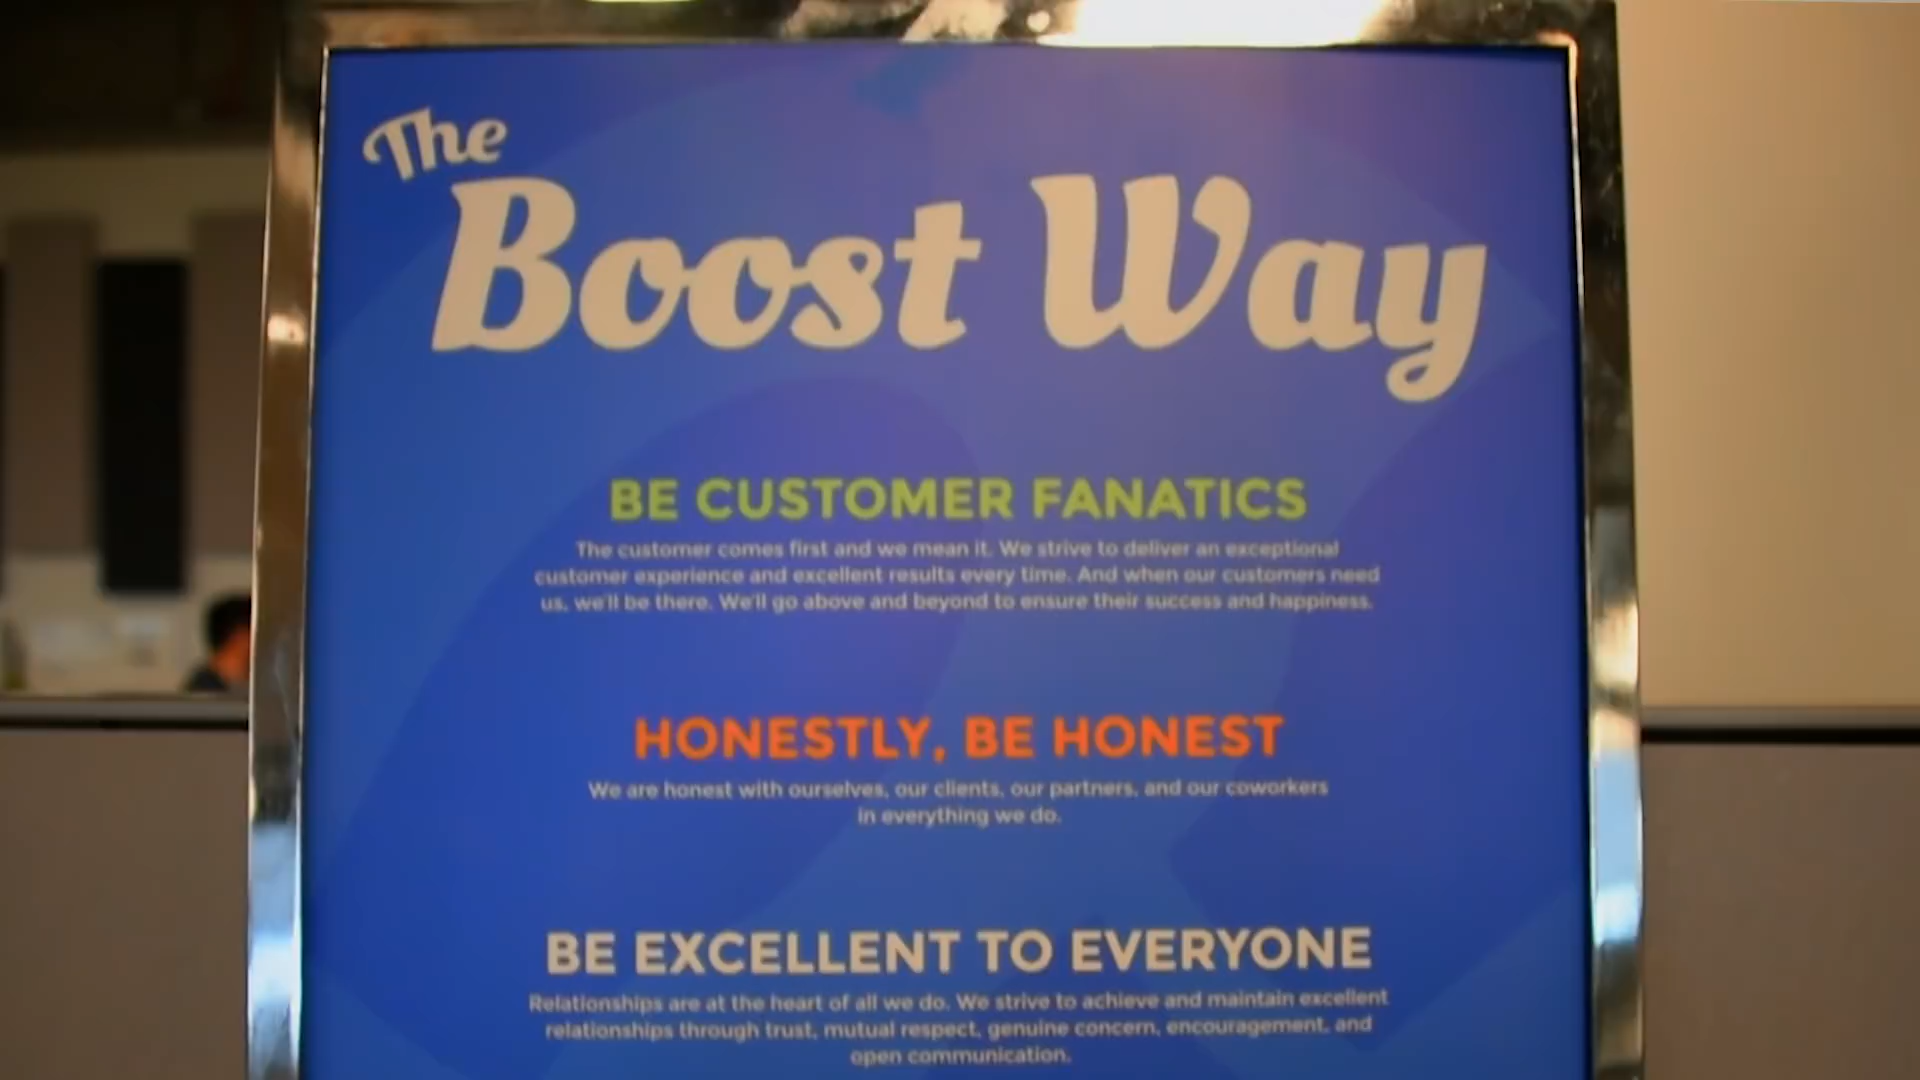 The
Boost Way
BE CUSTOMER FANATICS
The customer comes first and we mean it. We strive to deliver an exceptional
customer experience and excellent results every time. And when our customers need
us, we'll be there. We'll go above and beyond to ensure their success and happiness.
HONESTLY, BE HONEST
We are honest with ourselves, our clients, our partners, and our coworkers
in everything we do.
BE EXCELLENT TO EVERYONE
Relationships are at the heart of all we do. We strive to achieve and maintain excellent
relationships through trust, mutual respect, genuine concern, encouragement, and
open communication.